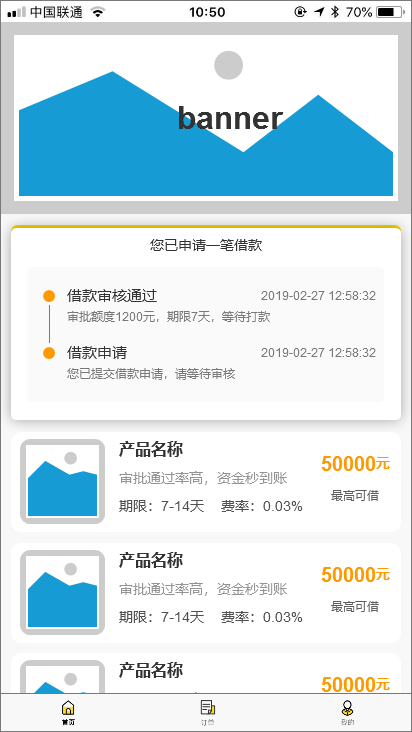 中国联通 10:50 70%
banner
您已申请一笔借款
借款审核通过 2019-02-27 12:58:32
审批额度1200元，期限7天，等待打款
借款申请 2019-02-27 12:58:32
您已提交借款申请，请等待审核
产品名称
50000元
审批通过率高，资金秒到账
最高可借
期限：7-14天 费率：0.03%
产品名称
50000元
审批通过率高，资金秒到账
最高可借
期限：7-14天 费率：0.03%
产品名称
50000元
首页 订单 我的